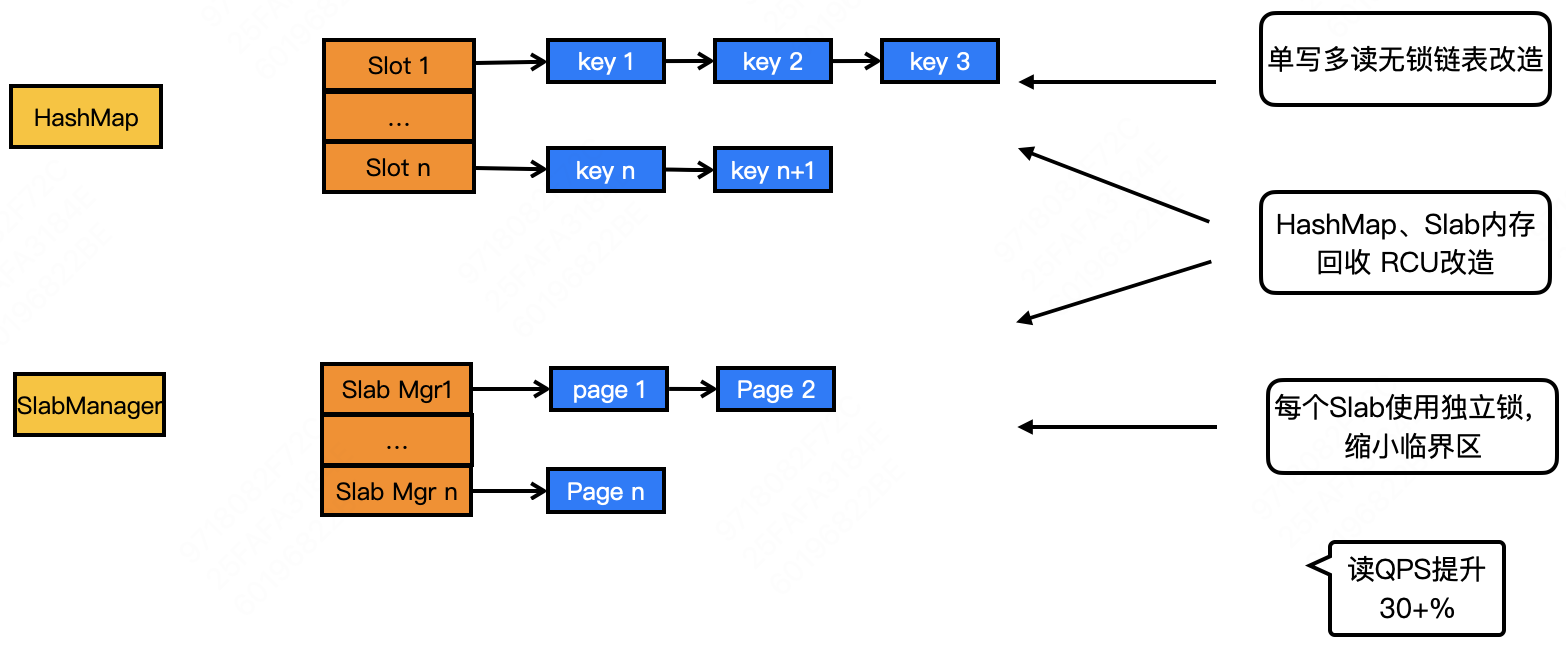 HashMap
Slot 1
...
Slot n
key 1
key 2
key 3
key n
key n+1
单写多读无锁链表改造
HashMap、Slab内存
回收 RCU改造
SlabManager
Slab Mgr1
...
Slab Mgr n
page 1
Page 2
Page n
每个Slab使用独立锁,
缩小临界区
读QPS提升
30+%